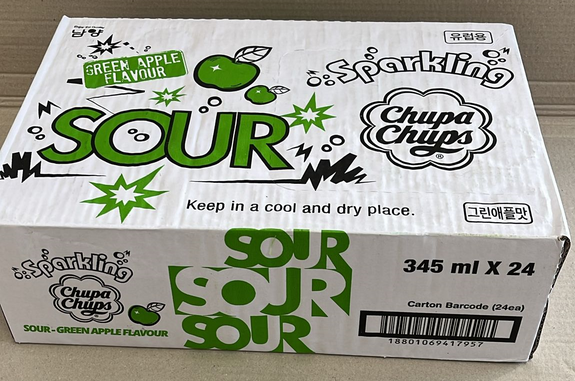 남양
유럽용
GREEN APPLE
FLAVOUR
Sparkling
Chupa
Chups
®
SOUR
Keep in a cool and dry place.
그린애플맛
Sparkling
Chupa
Chups
SOUR - GREEN APPLE FLAVOUR
SOUR
SOUR
SOUR
345 ml X 24
Carton Barcode (24ea)
18801069417957